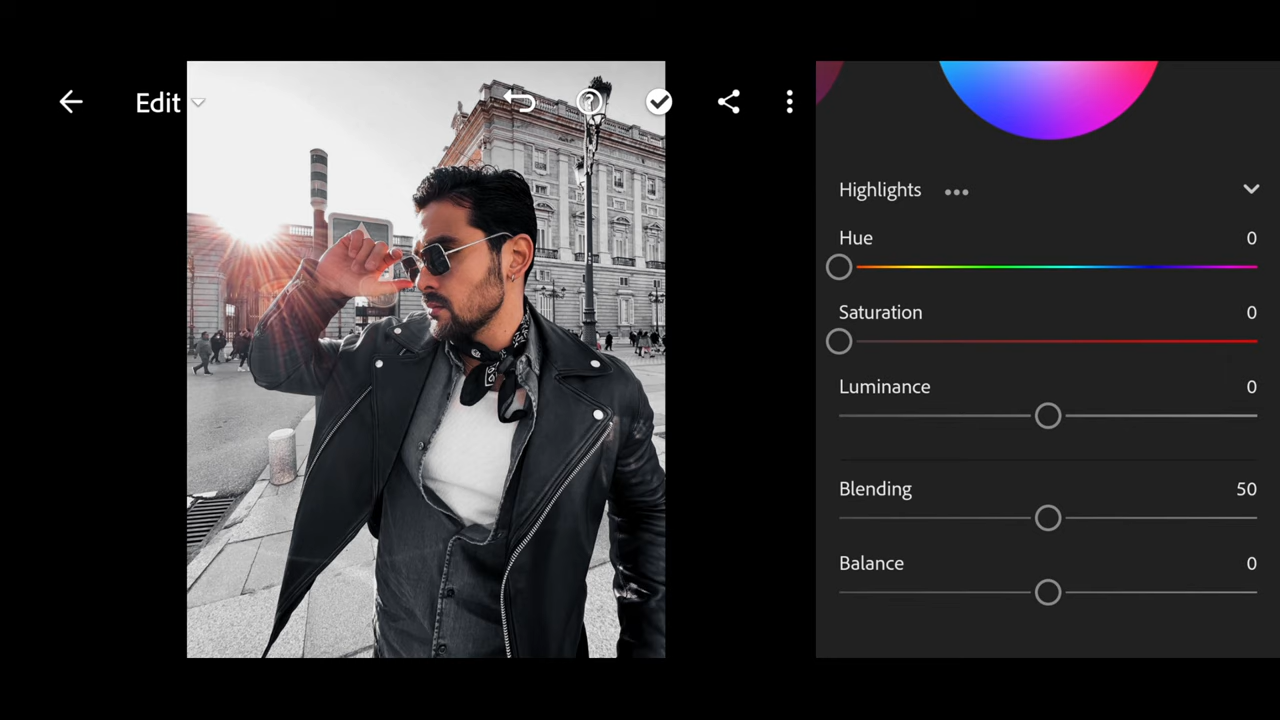 Edit
Highlights
Hue 0
Saturation 0
Luminance 0
Blending 50
Balance 0